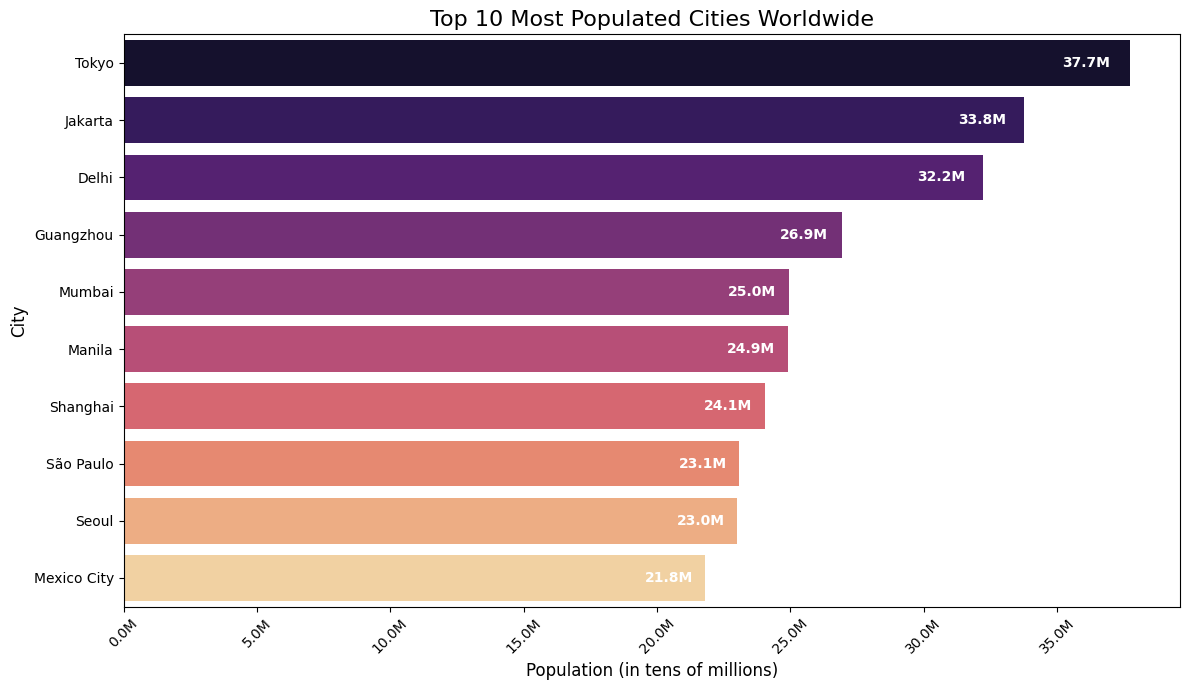 Top 10 Most Populated Cities Worldwide
City
Tokyo 37.7M
Jakarta 33.8M
Delhi 32.2M
Guangzhou 26.9M
Mumbai 25.0M
Manila 24.9M
Shanghai 24.1M
São Paulo 23.1M
Seoul 23.0M
Mexico City 21.8M
0.0M 5.0M 10.0M 15.0M 20.0M 25.0M 30.0M 35.0M
Population (in tens of millions)